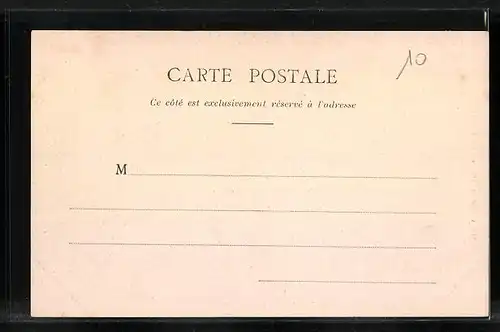 10
CARTE POSTALE
Ce côté est exclusivement réservé à l'adresse
M